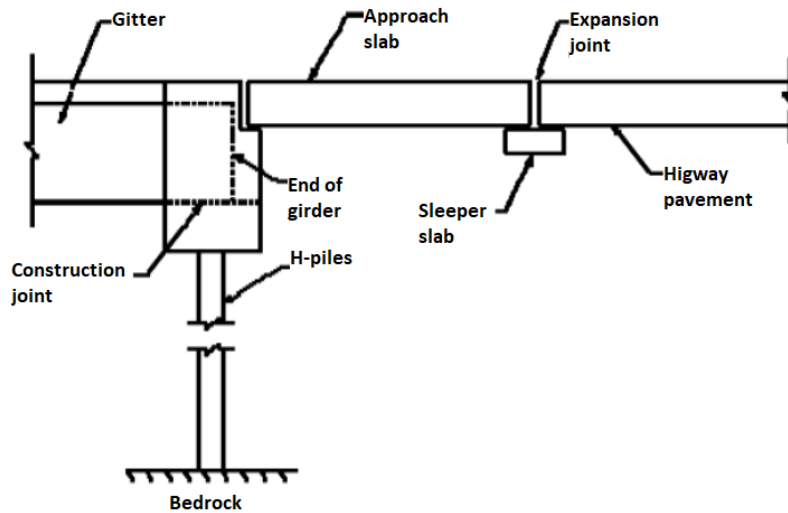 Gitter
Approach
slab
Expansion
joint
End of
girder
Sleeper
slab
Higway
pavement
Construction
joint
H-piles
Bedrock